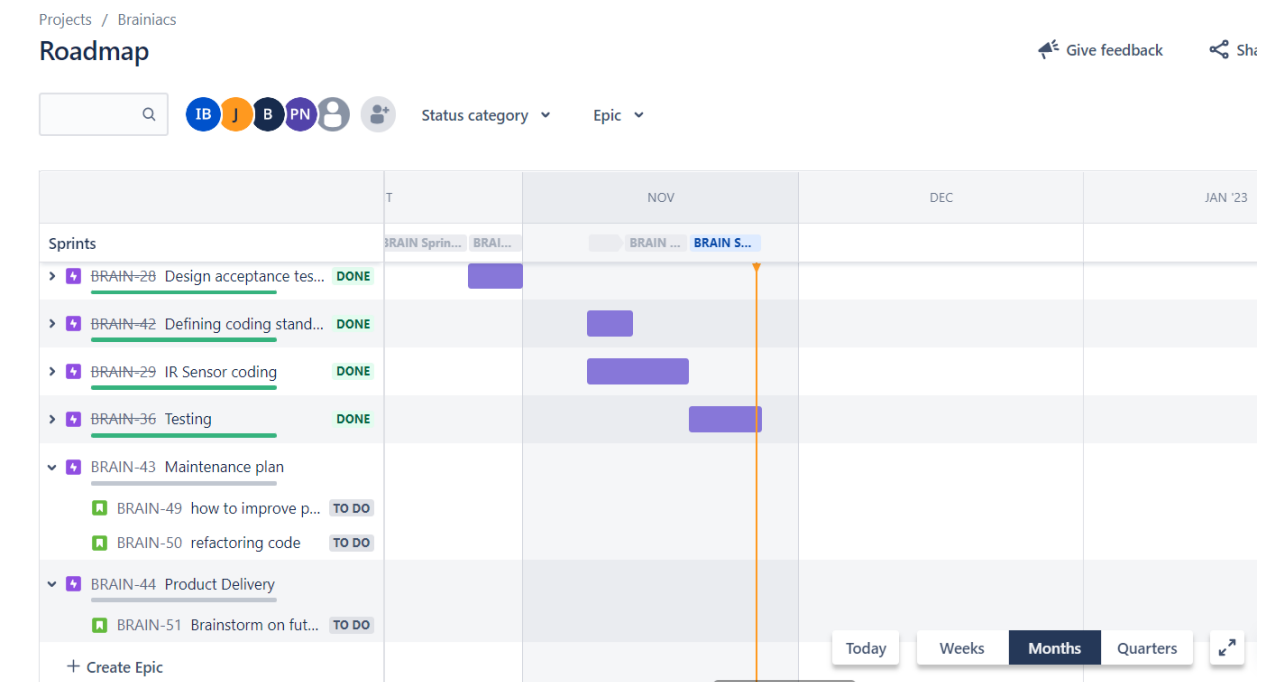 Projects / Brainiacs
Roadmap
Give feedback
Sha
IB J B PN
Status category
Epic
T NOV DEC JAN '23
Sprints
BRAIN Sprin... BRAI... BRAIN ... BRAIN S...
BRAIN-28 Design acceptance tes... DONE
BRAIN-42 Defining coding stand... DONE
BRAIN-29 IR Sensor coding DONE
BRAIN-36 Testing DONE
BRAIN-43 Maintenance plan
BRAIN-49 how to improve p... TO DO
BRAIN-50 refactoring code TO DO
BRAIN-44 Product Delivery
BRAIN-51 Brainstorm on fut... TO DO
+ Create Epic
Today Weeks Months Quarters